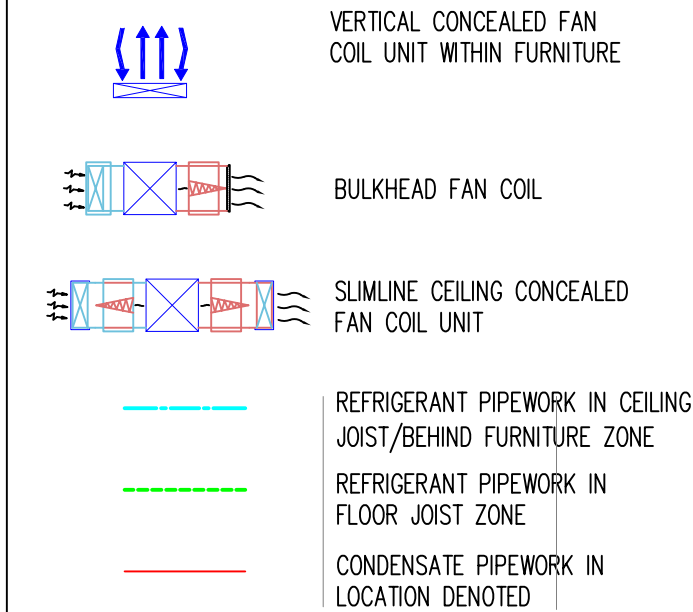 VERTICAL CONCEALED FAN
COIL UNIT WITHIN FURNITURE
BULKHEAD FAN COIL
SLIMLINE CEILING CONCEALED
FAN COIL UNIT
REFRIGERANT PIPEWORK IN CEILING
JOIST/BEHIND FURNITURE ZONE
REFRIGERANT PIPEWORK IN
FLOOR JOIST ZONE
CONDENSATE PIPEWORK IN
LOCATION DENOTED